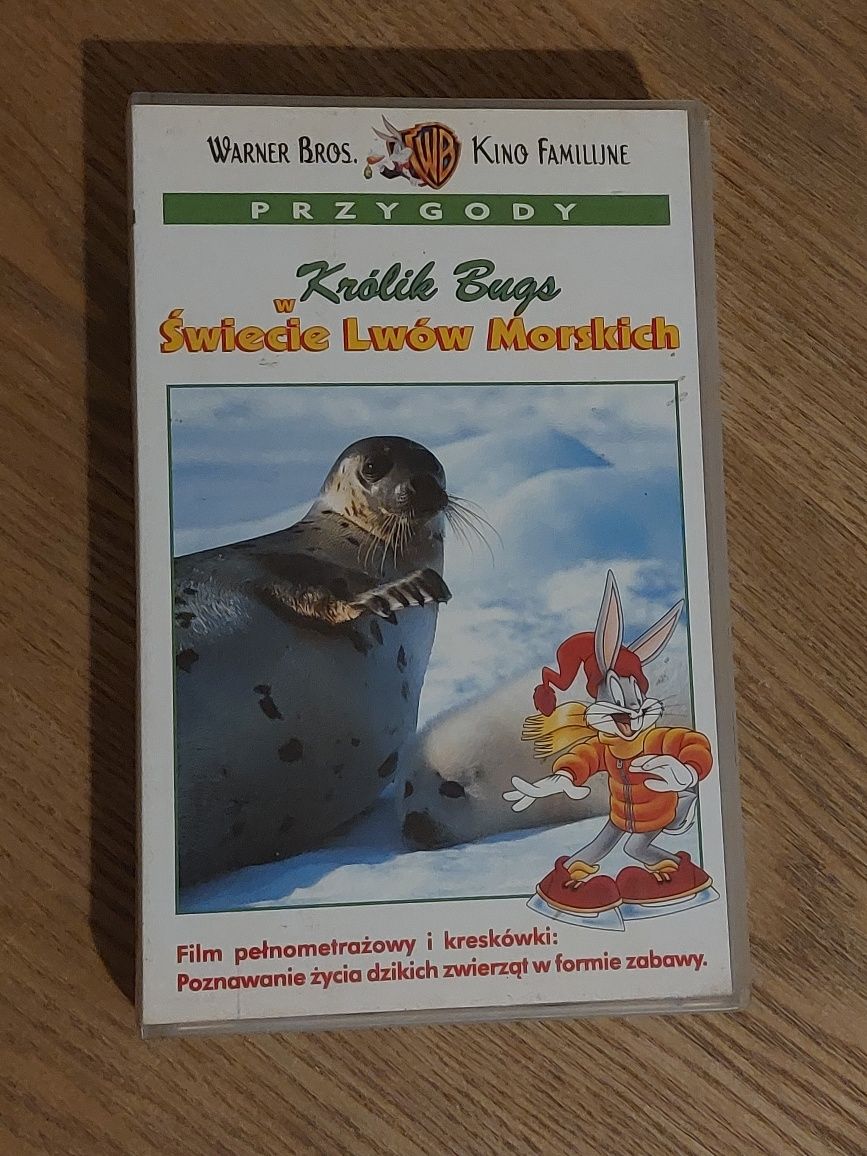 WARNER BROS. WB KINO FAMILIJNE
PRZYGODY
Królik Bugs
w
Świecie Lwów Morskich
Film pełnometrażowy i kreskówki:
Poznawanie życia dzikich zwierząt w formie zabawy.